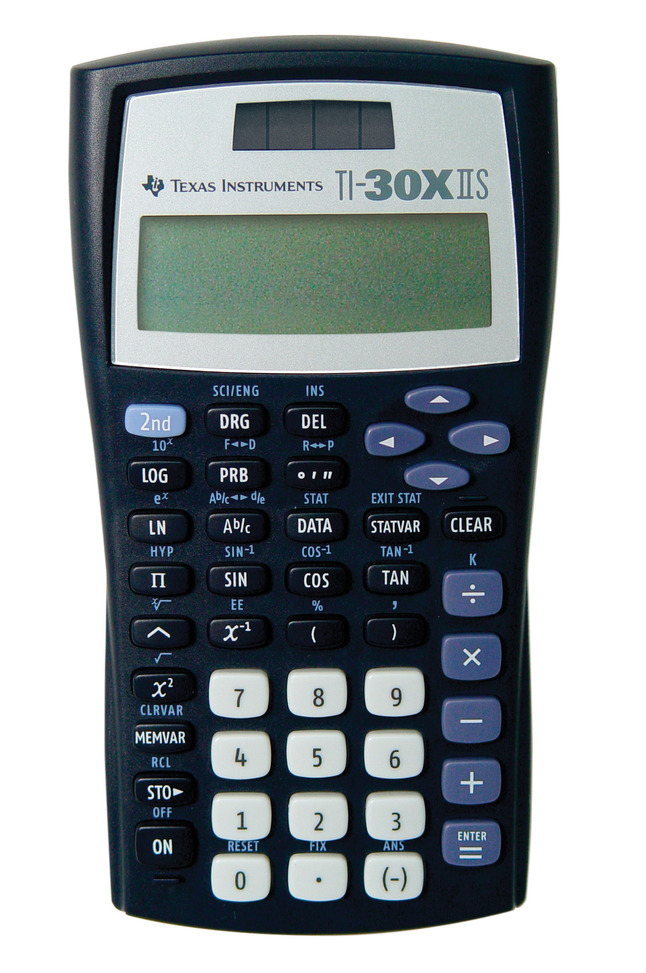 TEXAS INSTRUMENTS TI-30X IIS
SCI/ENG INS
2nd DRG DEL
10ˣ F◄►D R◄►P
LOG PRB ° ' "
eˣ Ab/c◄► d/e STAT EXIT STAT
LN Ab/c DATA STATVAR CLEAR
HYP SIN⁻¹ COS⁻¹ TAN⁻¹ K
π SIN COS TAN ÷
ˣ√ EE % ,
^ x⁻¹ ( ) ×
√
x² 7 8 9 −
CLRVAR
MEMVAR 4 5 6
RCL
STO► 1 2 3 +
OFF
ON
RESET FIX ANS ENTER
0 . (-) =